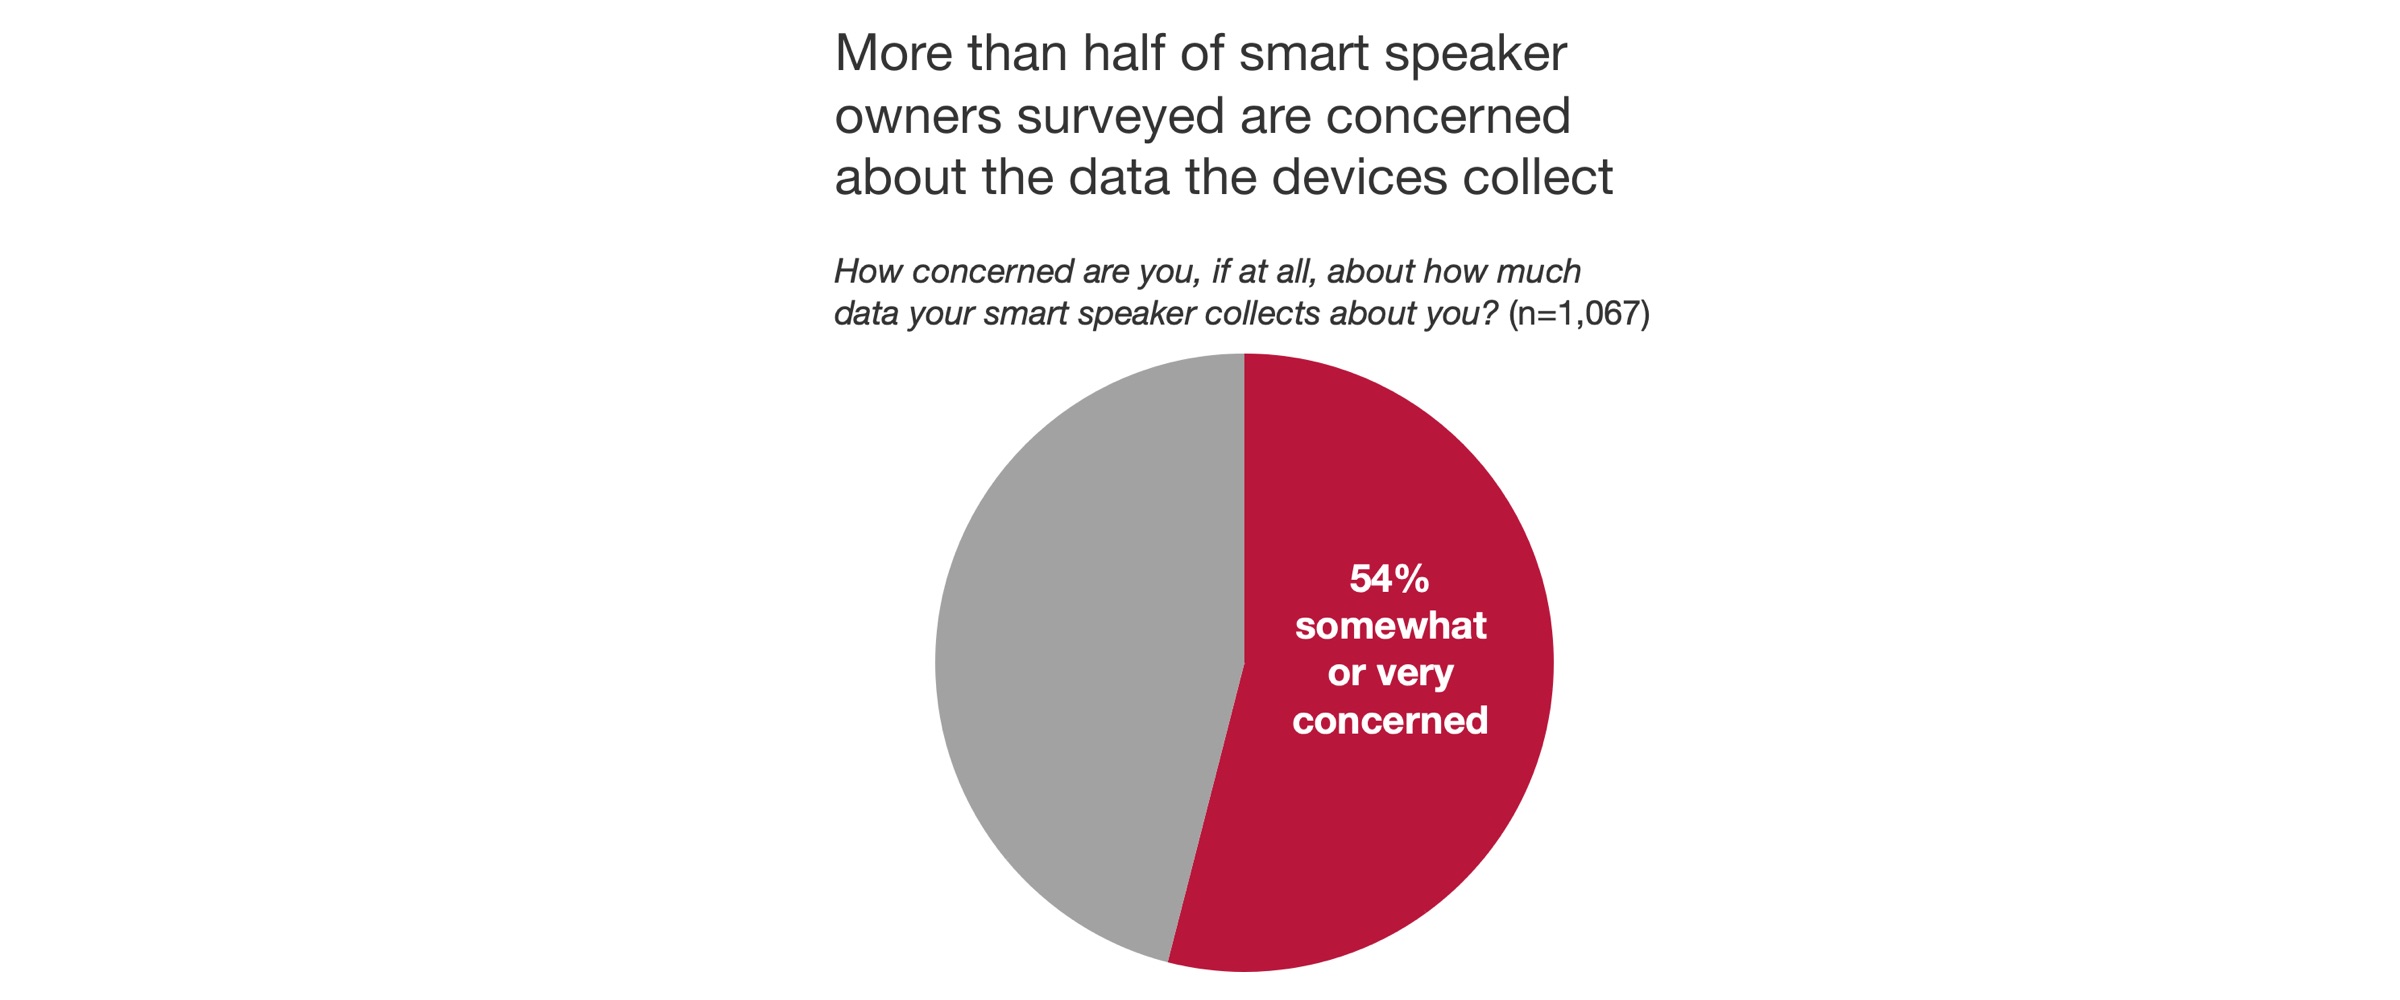 More than half of smart speaker
owners surveyed are concerned
about the data the devices collect
How concerned are you, if at all, about how much
data your smart speaker collects about you? (n=1,067)
54%
somewhat
or very
concerned